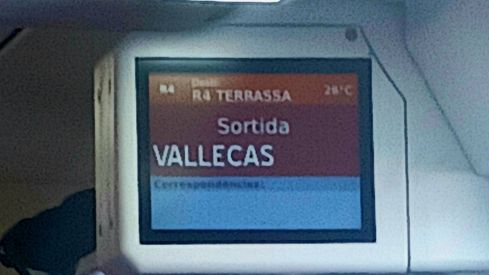 R4
Destí:
R4 TERRASSA
28°C
Sortida
VALLECAS
Correspondències: